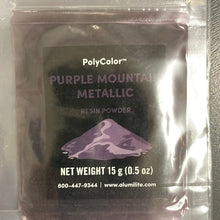 PolyColor™
PURPLE MOUNTAIN
METALLIC
RESIN POWDER
NET WEIGHT 15 g (0.5 oz)
800-447-9344 | www.alumilite.com